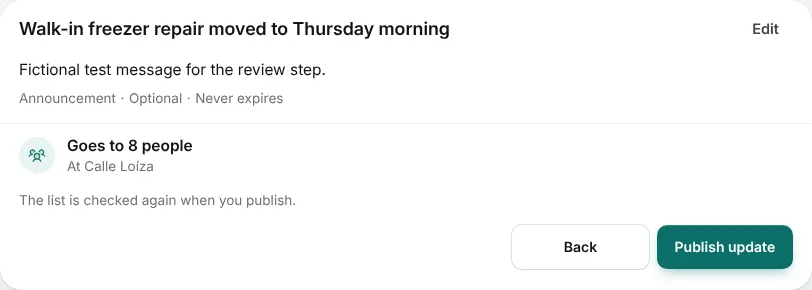 Walk-in freezer repair moved to Thursday morning
Edit
Fictional test message for the review step.
Announcement · Optional · Never expires
Goes to 8 people
At Calle Loíza
The list is checked again when you publish.
Back
Publish update